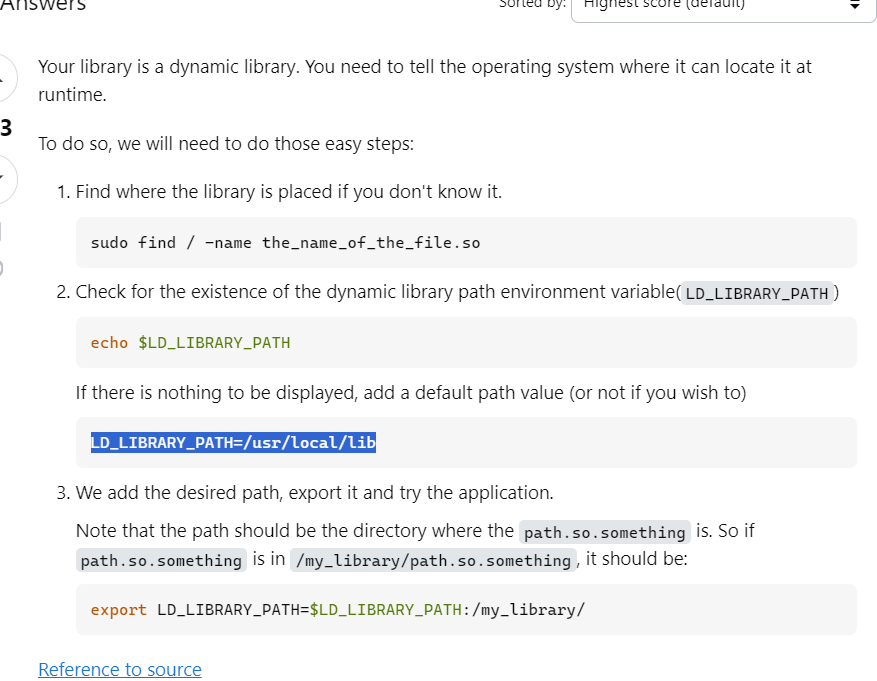 Answers
Sorted by: Highest score (default)
Your library is a dynamic library. You need to tell the operating system where it can locate it at
runtime.
3
To do so, we will need to do those easy steps:
1. Find where the library is placed if you don't know it.
sudo find / -name the_name_of_the_file.so
2. Check for the existence of the dynamic library path environment variable(LD_LIBRARY_PATH)
echo $LD_LIBRARY_PATH
If there is nothing to be displayed, add a default path value (or not if you wish to)
LD_LIBRARY_PATH=/usr/local/lib
3. We add the desired path, export it and try the application.
Note that the path should be the directory where the path.so.something is. So if
path.so.something is in /my_library/path.so.something, it should be:
export LD_LIBRARY_PATH=$LD_LIBRARY_PATH:/my_library/
Reference to source